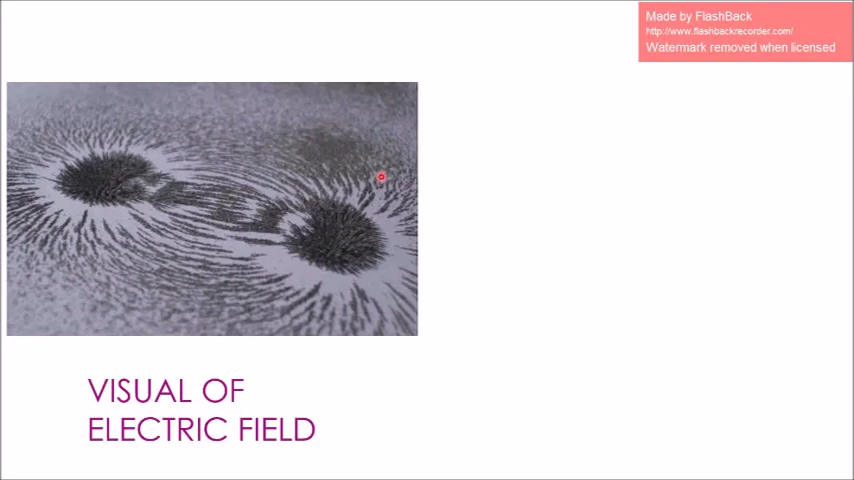 Made by FlashBack
http://www.flashbackrecorder.com/
Watermark removed when licensed
VISUAL OF
ELECTRIC FIELD